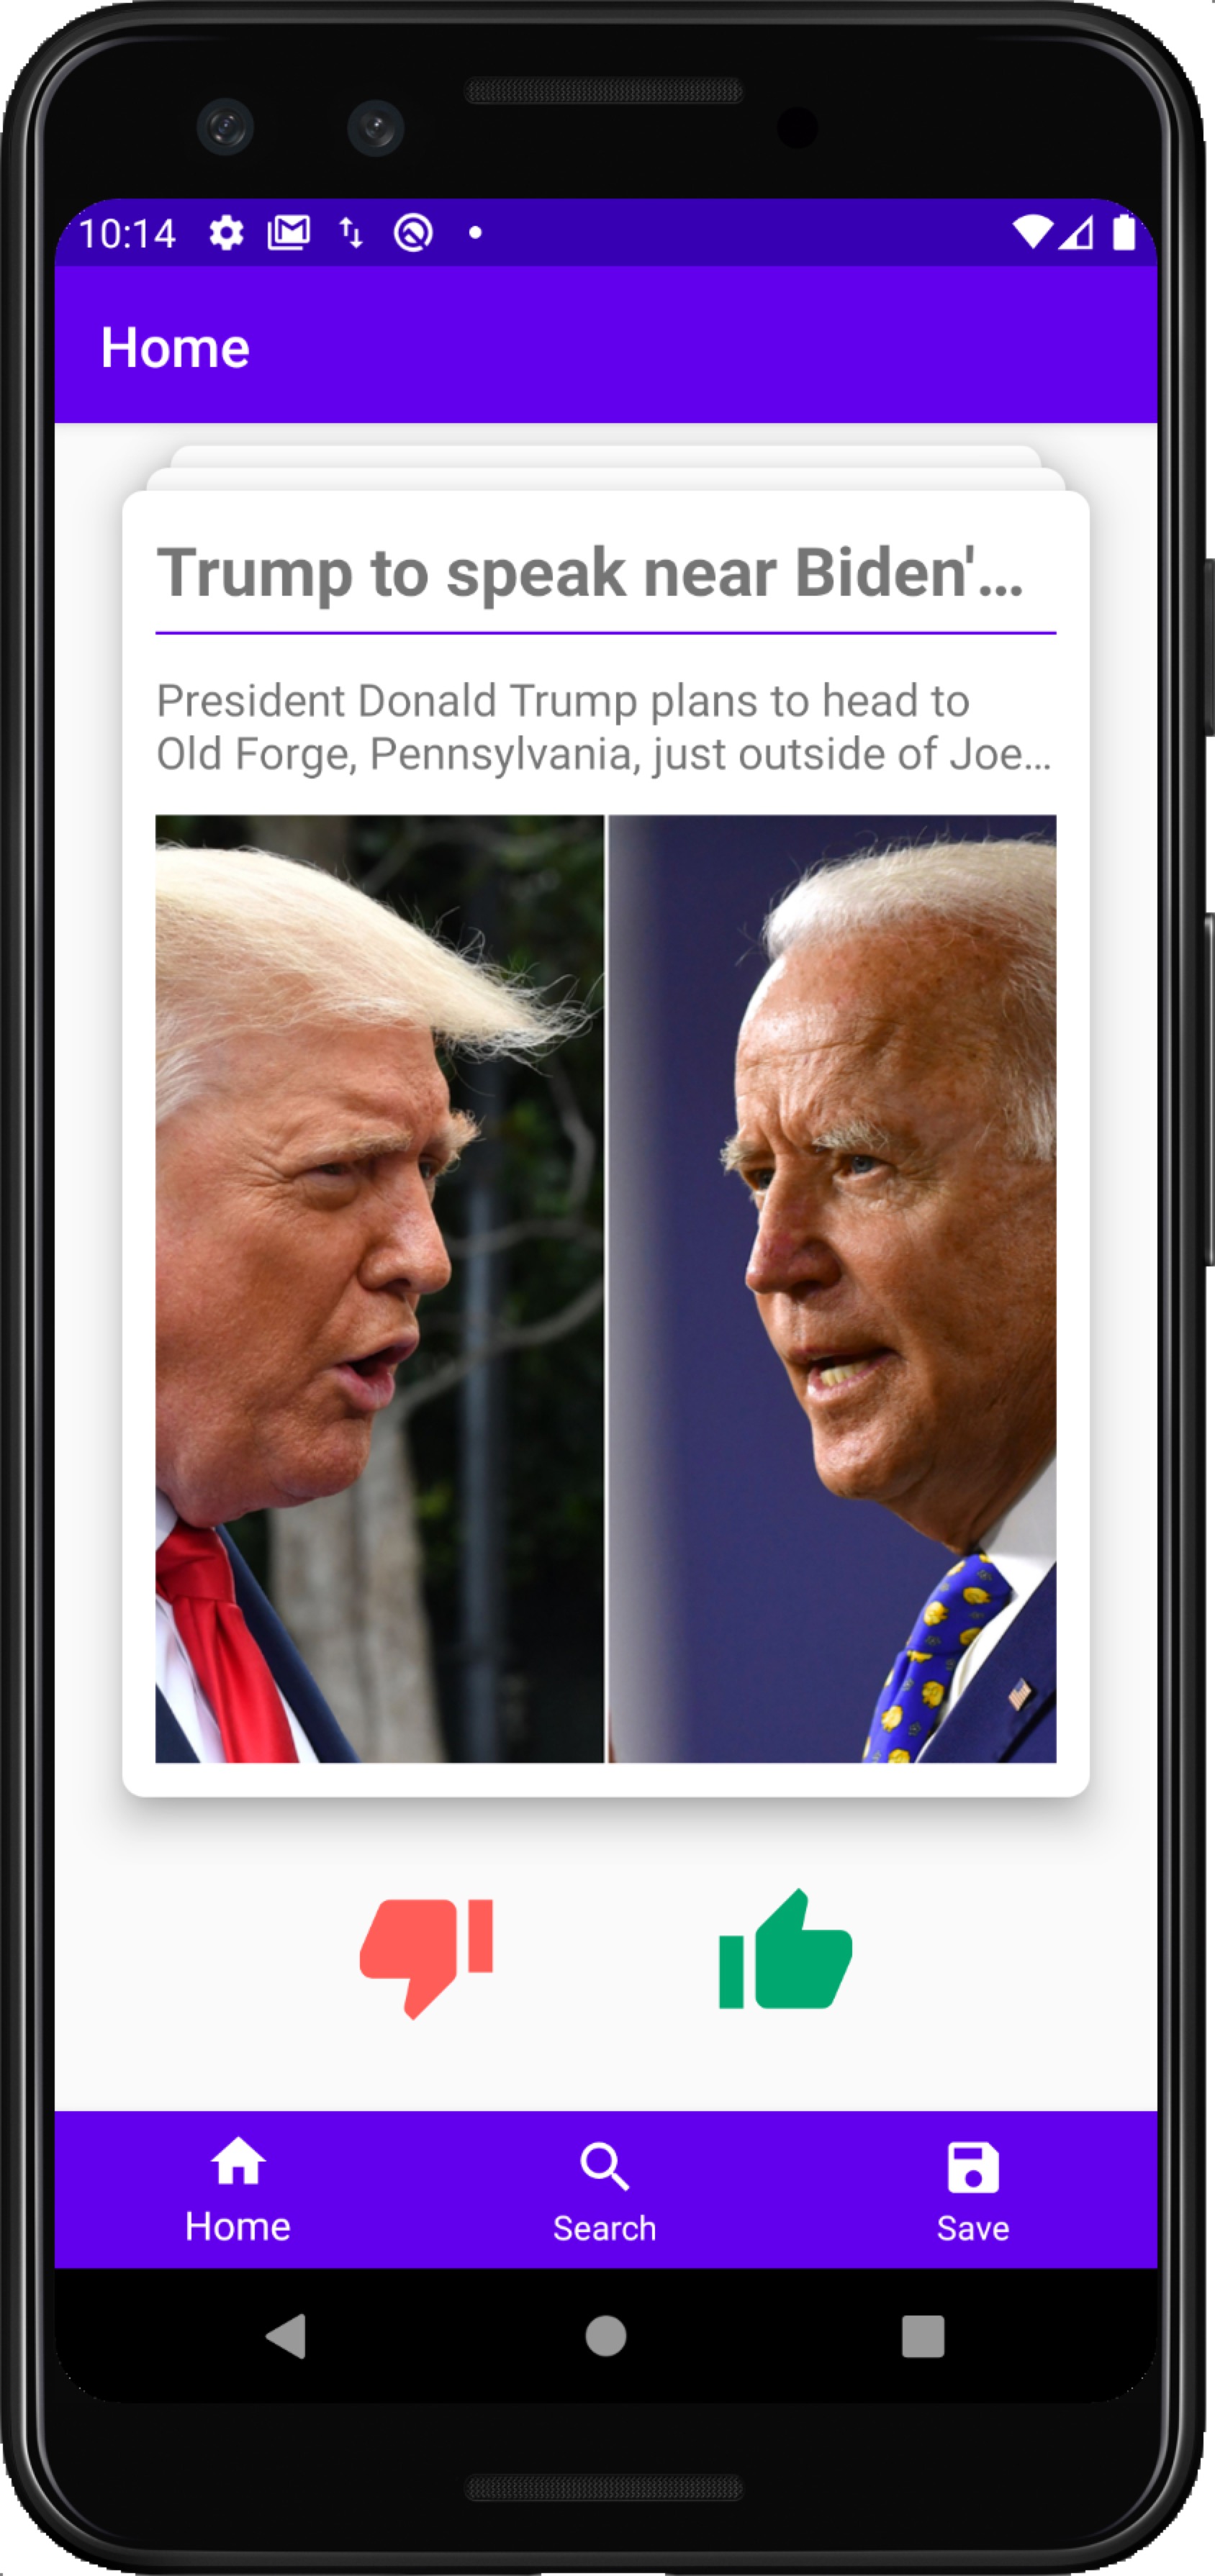 10:14
Home
Trump to speak near Biden'...
President Donald Trump plans to head to
Old Forge, Pennsylvania, just outside of Joe...
Home
Search
Save